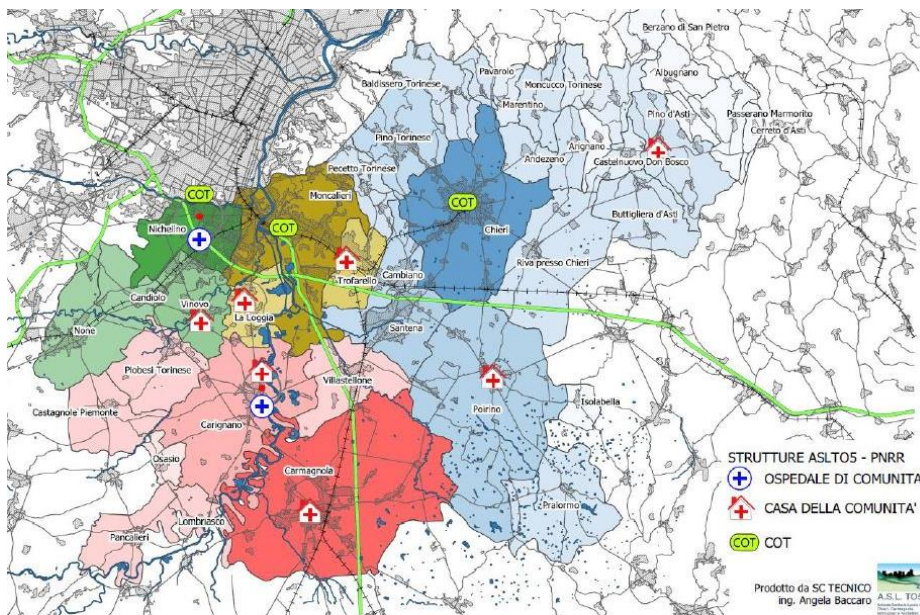 Berzano di San Pietro
Pavarolo
Albugnano
Baldissero Torinese
Moncucco Torinese
Marentino
Pino d'Asti
Passerano Marmorito
Cerreto d'Asti
Pino Torinese
Arignano
Andezeno
Castelnuovo Don Bosco
Pecetto Torinese
COT
Moncalieri
COT
Nichelino
COT
Chieri
Buttigliera d'Asti
Riva presso Chieri
Cambiano
Trofarello
Candiolo
Vinovo
La Loggia
None
Santena
Piobesi Torinese
Villastellone
Castagnole Piemonte
Poirino
Isolabella
Carignano
Osasio
Carmagnola
Lombriasco
Pralormo
Pancalieri
STRUTTURE ASLTO5 - PNRR
OSPEDALE DI COMUNITA
CASA DELLA COMUNITA'
COT COT
Prodotto da SC TECNICO
ing. Angela Baccaro
A.S.L. TO5